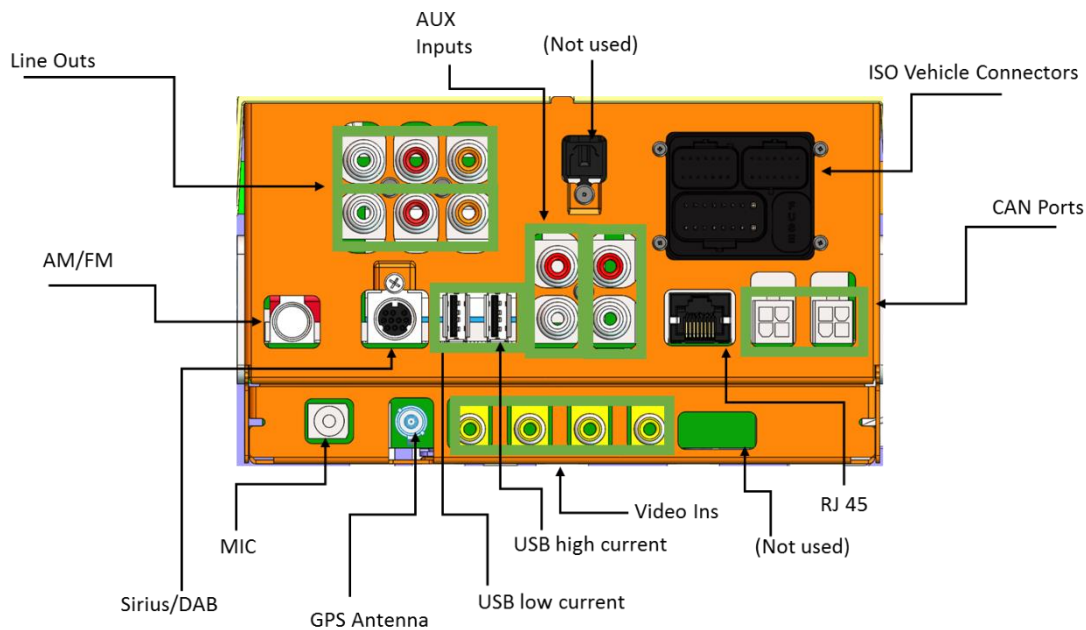 AUX
Inputs
(Not used)
Line Outs
ISO Vehicle Connectors
CAN Ports
AM/FM
Video Ins
RJ 45
MIC
USB high current
(Not used)
Sirius/DAB
USB low current
GPS Antenna